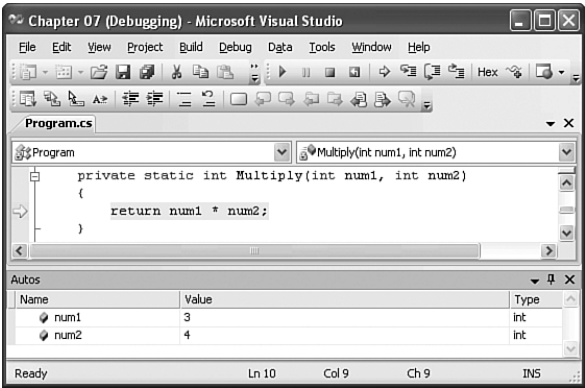 Chapter 07 (Debugging) - Microsoft Visual Studio
File Edit View Project Build Debug Data Tools Window Help
Hex
Program.cs
Program
Multiply(int num1, int num2)
private static int Multiply(int num1, int num2)
{
return num1 * num2;
}
Autos
Name Value Type
num1 3 int
num2 4 int
Ready Ln 10 Col 9 Ch 9 INS